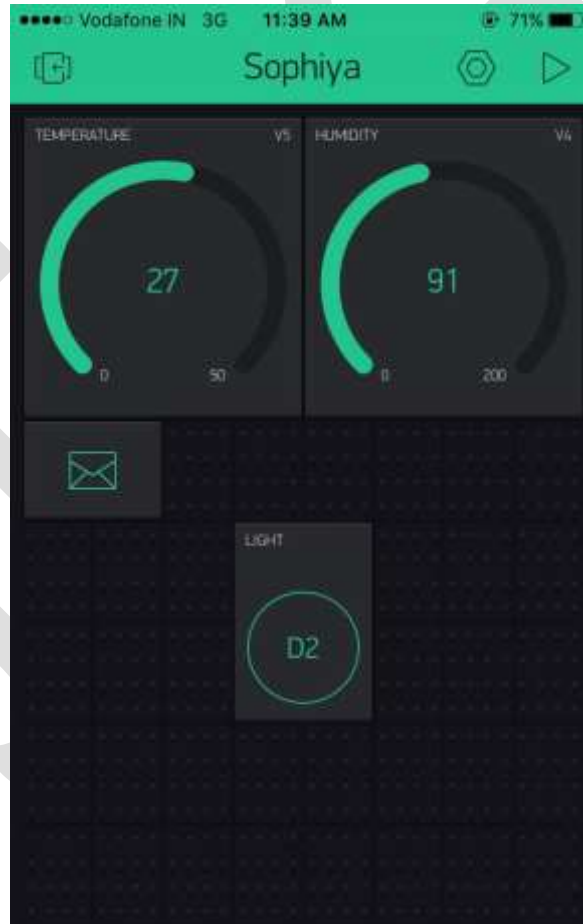 Vodafone IN 3G 11:39 AM 71%
Sophiya
TEMPERATURE V5 HUMIDITY V4
27 91
0 50 0 200
LIGHT
D2